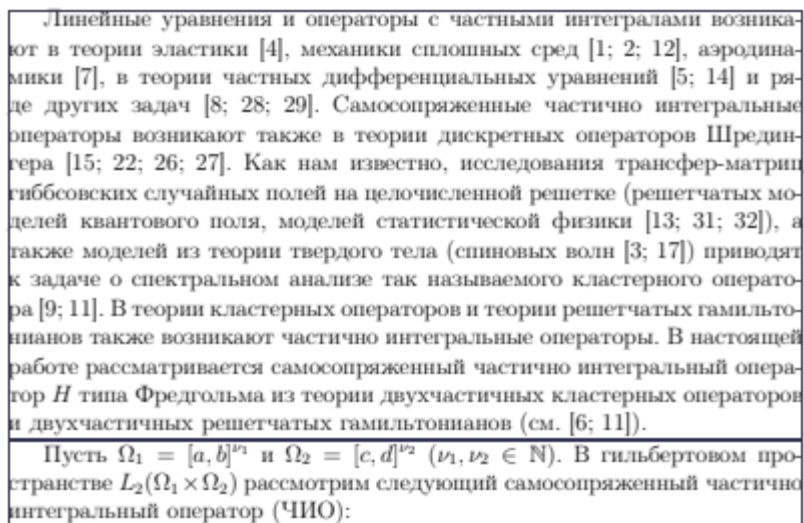 Линейные уравнения и операторы с частными интегралами возника-
ют в теории эластики [4], механики сплошных сред [1; 2; 12], аэродина-
мики [7], в теории частных дифференциальных уравнений [5; 14] и ря-
де других задач [8; 28; 29]. Самосопряженные частично интегральные
операторы возникают также в теории дискретных операторов Шредин-
гера [15; 22; 26; 27]. Как нам известно, исследования трансфер-матриц
гиббсовских случайных полей на целочисленной решетке (решетчатых мо-
делей квантового поля, моделей статистической физики [13; 31; 32]), а
также моделей из теории твердого тела (спиновых волн [3; 17]) приводят
к задаче о спектральном анализе так называемого кластерного операто-
ра [9; 11]. В теории кластерных операторов и теории решетчатых гамильто-
нианов также возникают частично интегральные операторы. В настоящей
работе рассматривается самосопряженный частично интегральный опера-
тор H типа Фредгольма из теории двухчастичных кластерных операторов
и двухчастичных решетчатых гамильтонианов (см. [6; 11]).
Пусть Ω₁ = [a, b]^ν₁ и Ω₂ = [c, d]^ν₂ (ν₁, ν₂ ∈ ℕ). В гильбертовом про-
странстве L₂(Ω₁ × Ω₂) рассмотрим следующий самосопряженный частично
интегральный оператор (ЧИО):